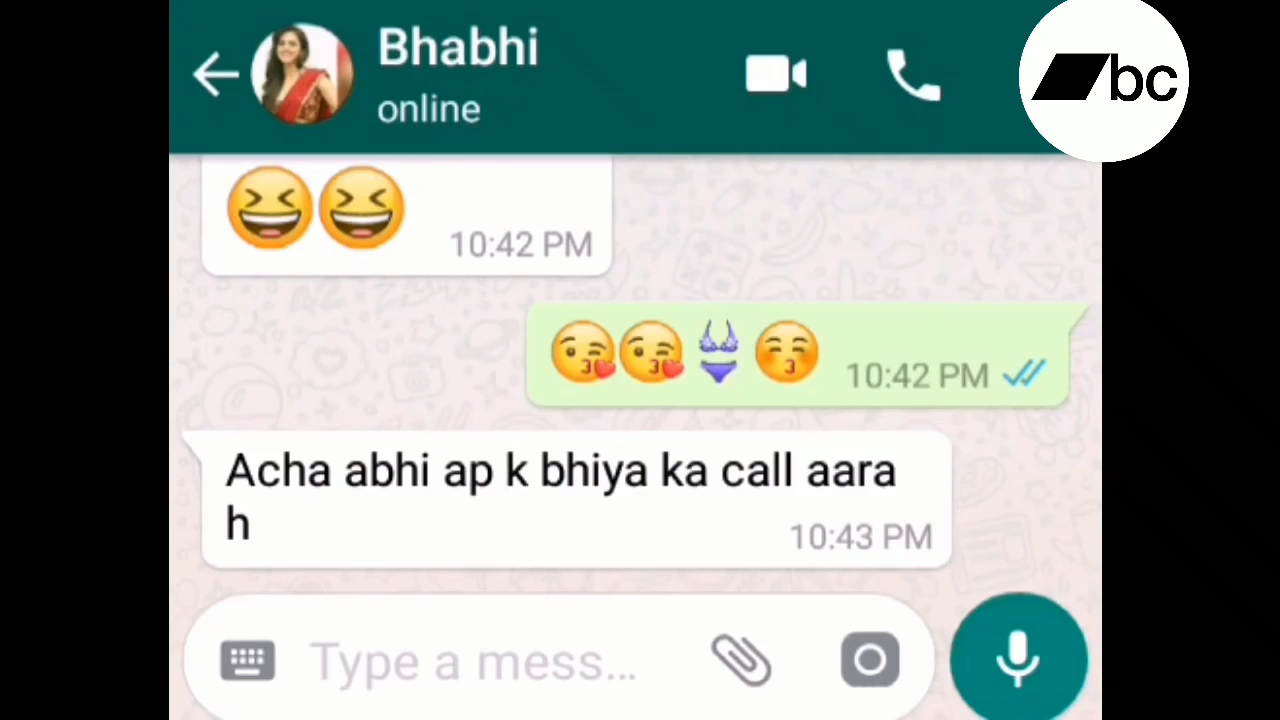 Bhabhi
online
😆😆 10:42 PM
😘😘👙😚 10:42 PM
Acha abhi ap k bhiya ka call aara
h
10:43 PM
Type a mess...
bc